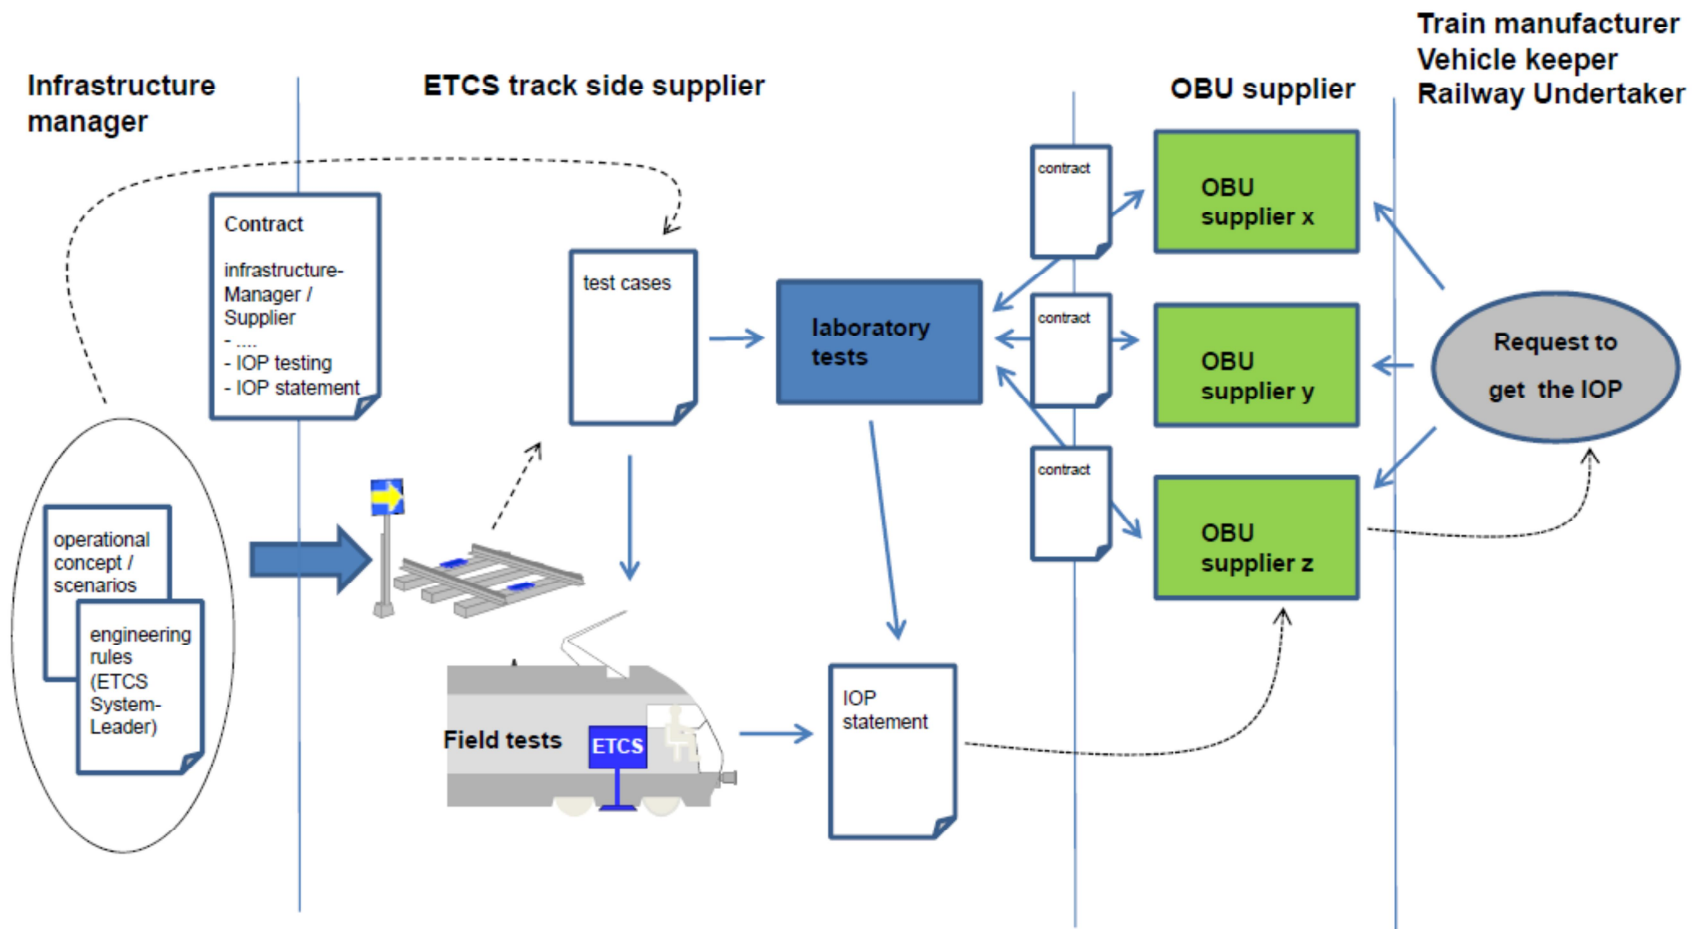 Infrastructure
manager
ETCS track side supplier
OBU supplier
Train manufacturer
Vehicle keeper
Railway Undertaker
Contract
infrastructure-
Manager /
Supplier
- ....
- IOP testing
- IOP statement
test cases
laboratory
tests
contract
contract
contract
OBU
supplier x
OBU
supplier y
OBU
supplier z
Request to
get the IOP
operational
concept /
scenarios
engineering
rules
(ETCS
System-
Leader)
Field tests
ETCS
IOP
statement